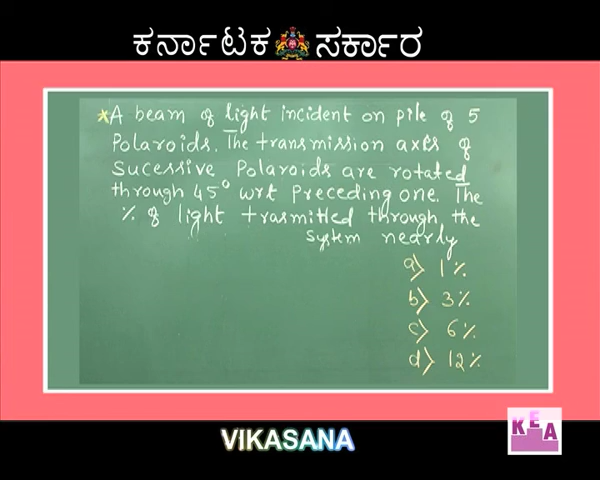 ಕರ್ನಾಟಕ ಸರ್ಕಾರ
*A beam of light incident on pile of 5
Polaroids. The transmission axes of
sucessive Polaroids are rotated
through 45° wrt preceding one. The
% of light trasmitted through the
system nearly
a) 1%
b) 3%
c) 6%
d) 12%
KEA
VIKASANA